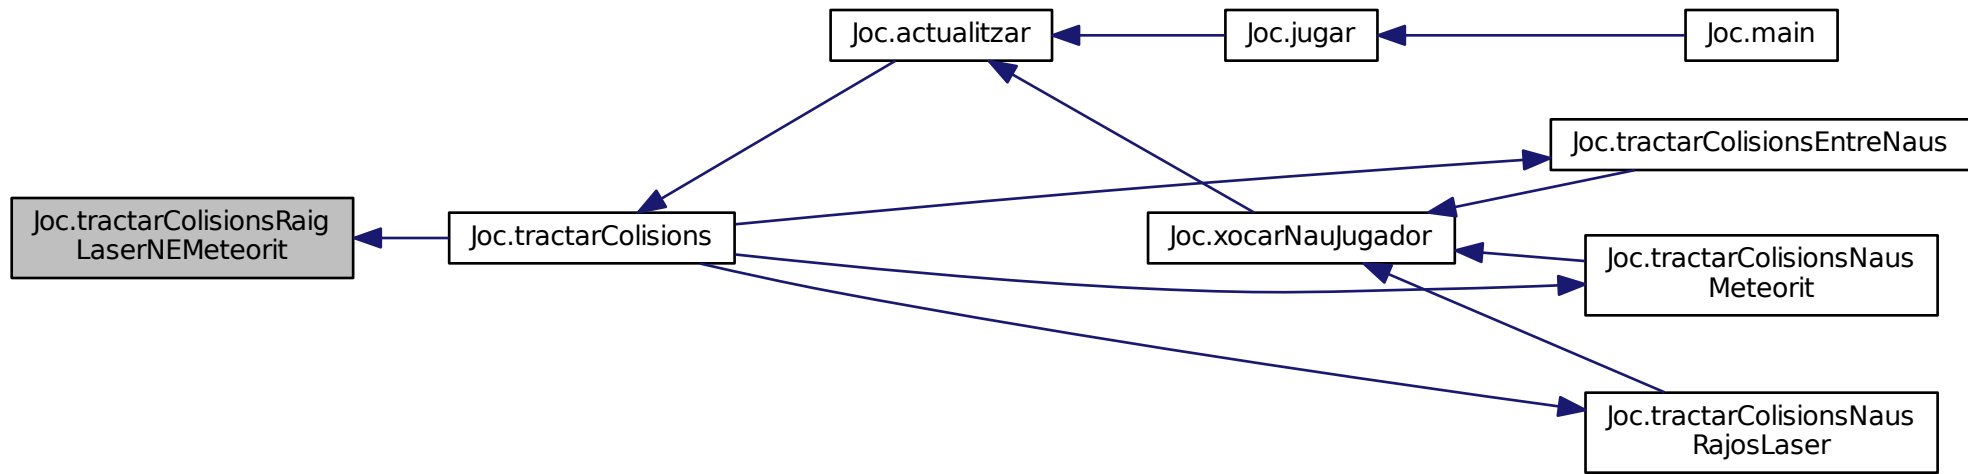 Joc.actualitzar
Joc.jugar
Joc.main
Joc.tractarColisionsEntreNaus
Joc.tractarColisionsRaig
LaserNEMeteorit
Joc.tractarColisions
Joc.xocarNauJugador
Joc.tractarColisionsNaus
Meteorit
Joc.tractarColisionsNaus
RajosLaser